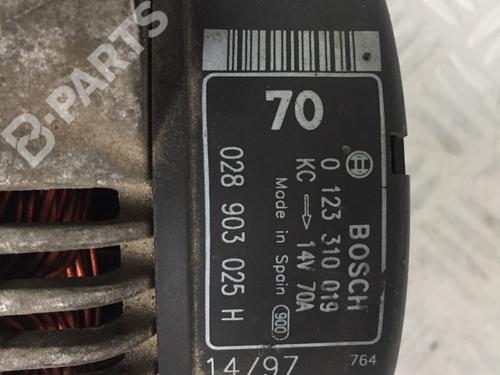 70
BOSCH
0 123 310 019
KC → 14V 70A
Made in Spain 900
028 903 025 H
14/97
764
B-PARTS